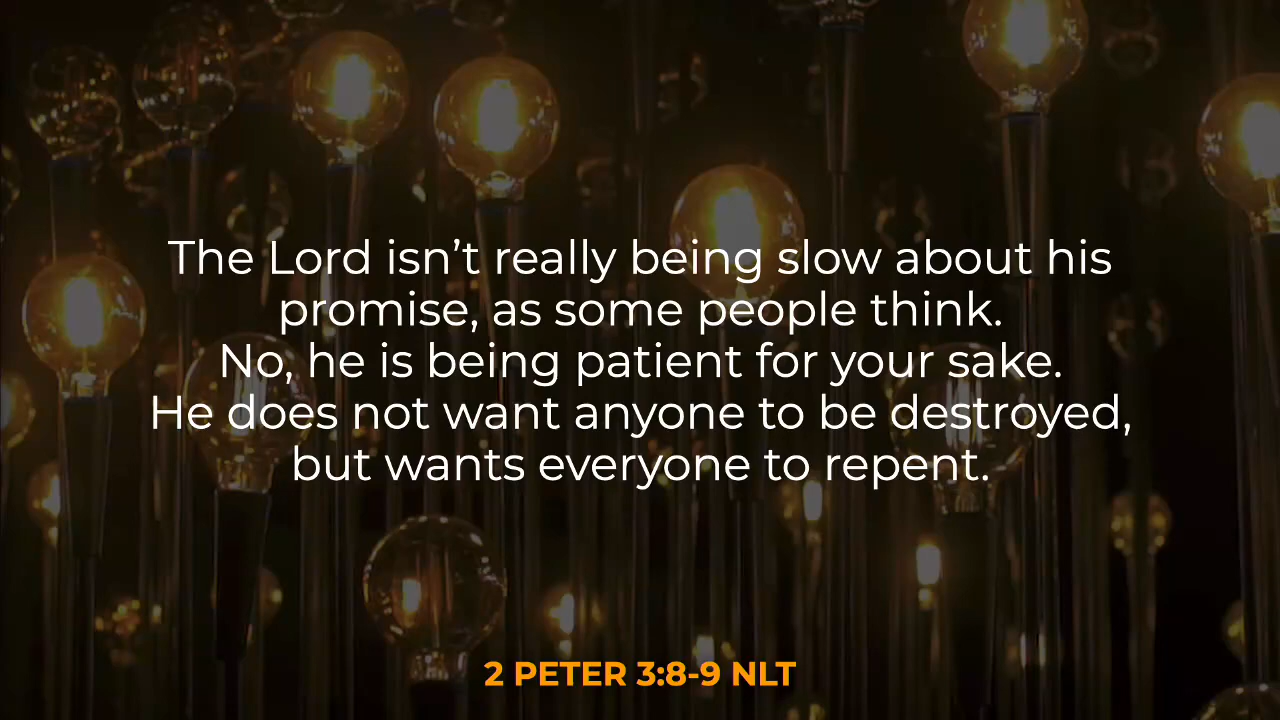 The Lord isn’t really being slow about his
promise, as some people think.
No, he is being patient for your sake.
He does not want anyone to be destroyed,
but wants everyone to repent.
2 PETER 3:8-9 NLT